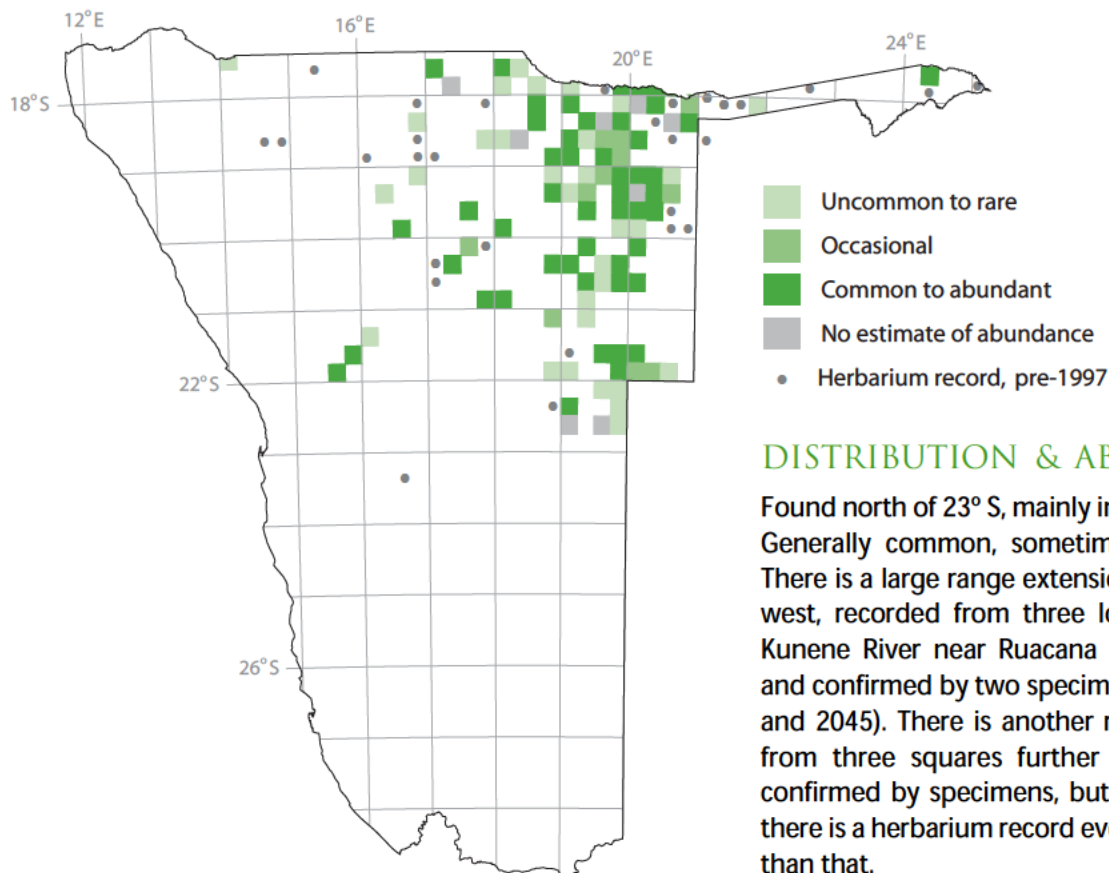 12°E
16°E
20°E
24°E
18°S
22°S
26°S
Uncommon to rare
Occasional
Common to abundant
No estimate of abundance
Herbarium record, pre-1997
DISTRIBUTION & AB
Found north of 23º S, mainly in
Generally common, sometim
There is a large range extensio
west, recorded from three lo
Kunene River near Ruacana
and confirmed by two specim
and 2045). There is another r
from three squares further
confirmed by specimens, but
there is a herbarium record eve
than that.